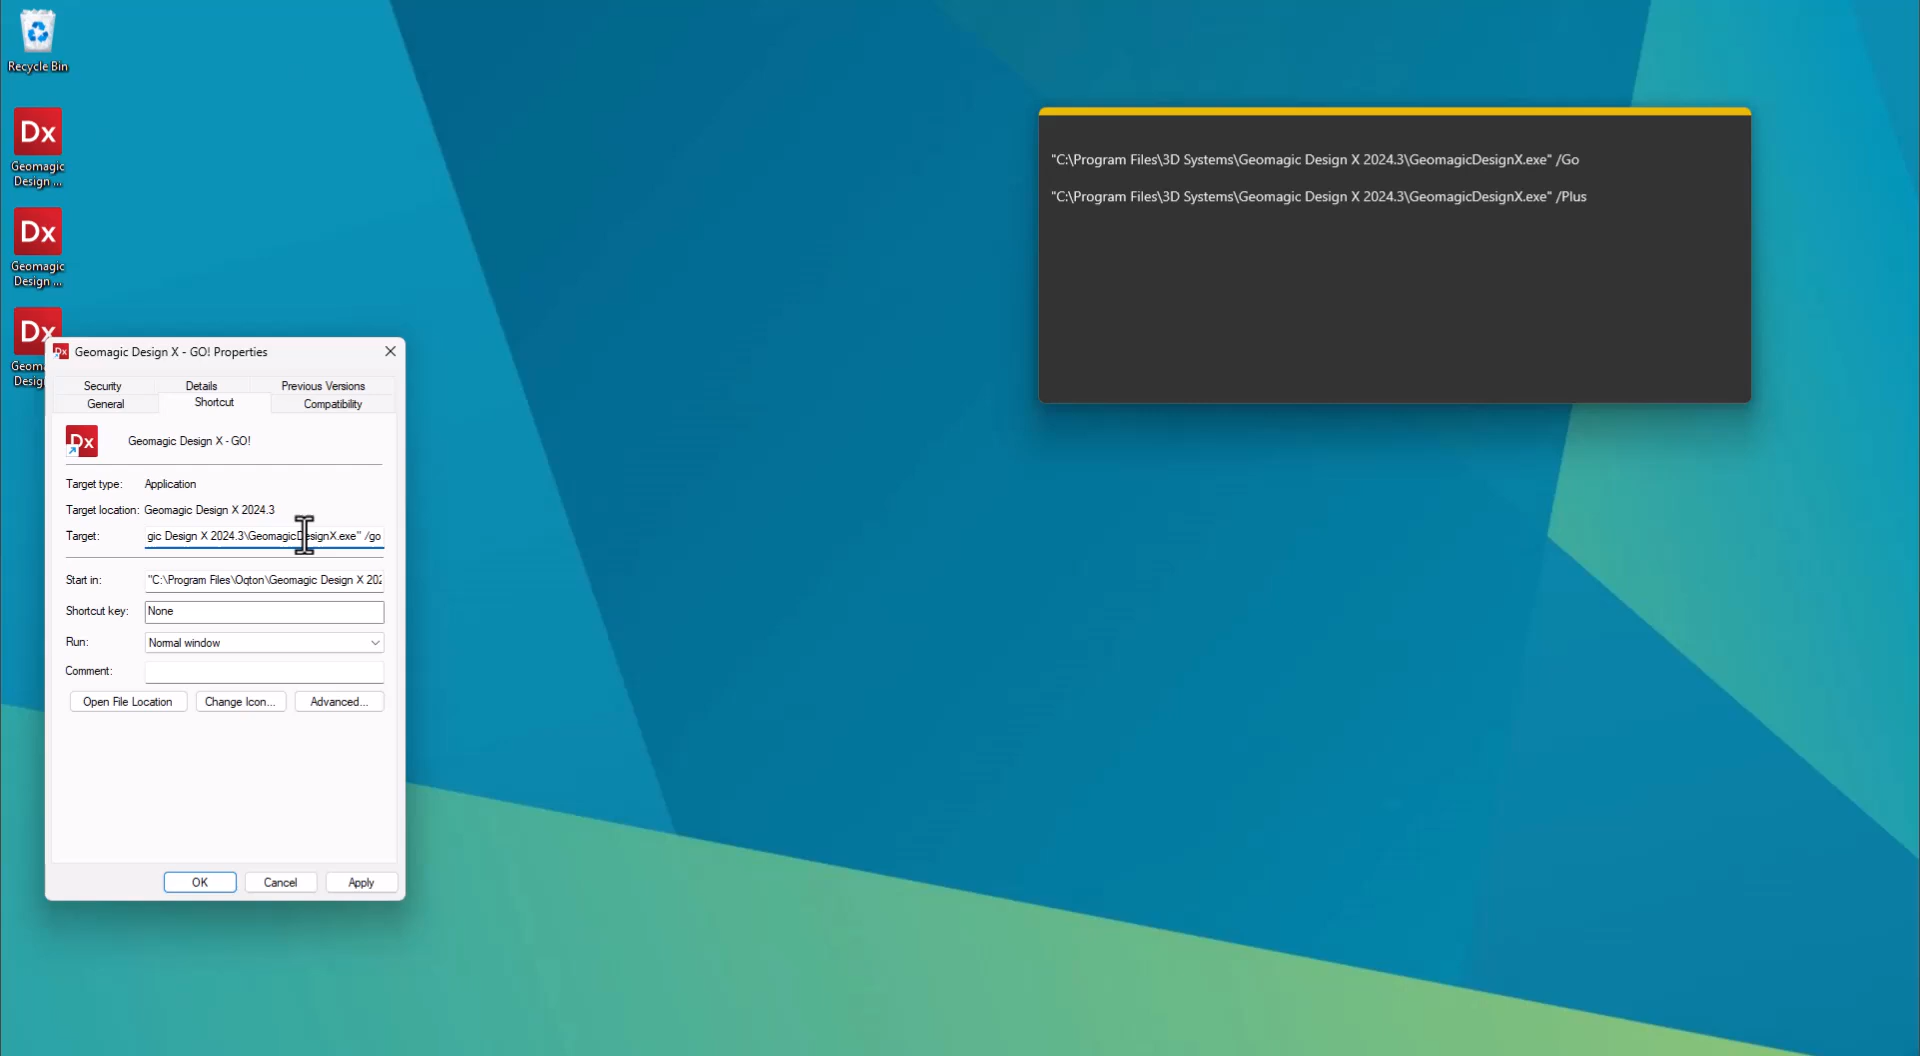 Recycle Bin
Dx
Geomagic
Design ...
Dx
Geomagic
Design ...
Dx
"C:\Program Files\3D Systems\Geomagic Design X 2024.3\GeomagicDesignX.exe" /Go
"C:\Program Files\3D Systems\Geomagic Design X 2024.3\GeomagicDesignX.exe" /Plus
Dx Geomagic Design X - GO! Properties
Security Details Previous Versions
General Shortcut Compatibility
Dx Geomagic Design X - GO!
Target type: Application
Target location: Geomagic Design X 2024.3
Target: gic Design X 2024.3\GeomagicDesignX.exe" /go
Start in: "C:\Program Files\Oqton\Geomagic Design X 202
Shortcut key: None
Run: Normal window
Comment:
Open File Location Change Icon... Advanced...
OK Cancel Apply